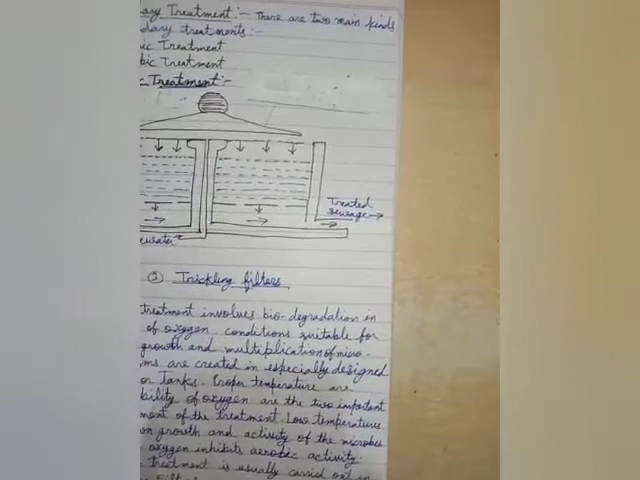 ary Treatment:- There are two main kinds
dary treatments:-
ic Treatment
bic Treatment
Treatment:-
Treated
sewage
ewater
Trickling filters
treatment involves bio-degradation in
of oxygen conditions suitable for
growth and multiplication of micro-
ms are created in especially designed
or Tanks. Proper temperature are
bility of oxygen are the two important
ment of the treatment. Low temperatures
on growth and activity of the microbes
oxygen inhibits aerobic activity.
treatment is usually carried out in